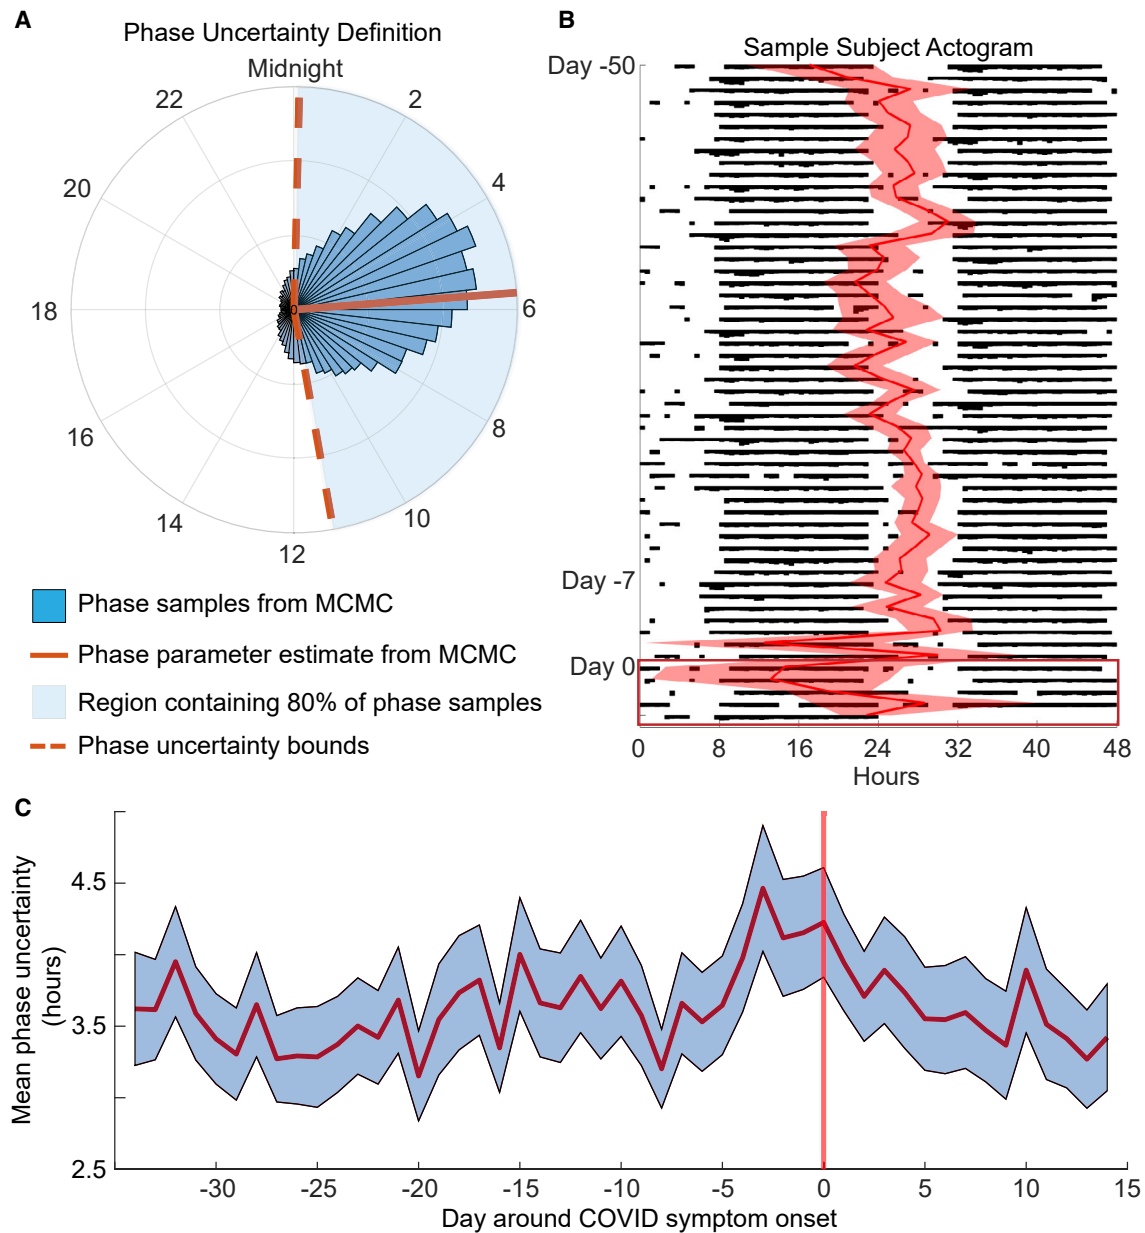 A
Phase Uncertainty Definition
Midnight
22
2
20
4
18
0
6
16
8
14
10
12
Phase samples from MCMC
Phase parameter estimate from MCMC
Region containing 80% of phase samples
Phase uncertainty bounds
B
Sample Subject Actogram
Day -50
Day -7
Day 0
0 8 16 24 32 40 48
Hours
C
Mean phase uncertainty
(hours)
4.5
3.5
2.5
-30 -25 -20 -15 -10 -5 0 5 10 15
Day around COVID symptom onset